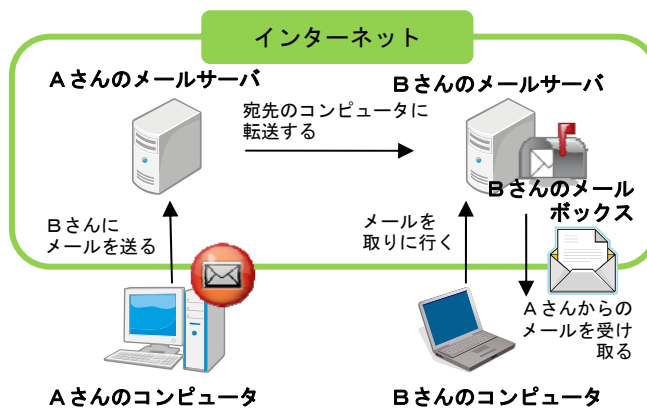 インターネット
Aさんのメールサーバ
Bさんのメールサーバ
宛先のコンピュータに
転送する
Bさんのメール
ボックス
Bさんに
メールを送る
メールを
取りに行く
Aさんからの
メールを受け
取る
Aさんのコンピュータ
Bさんのコンピュータ